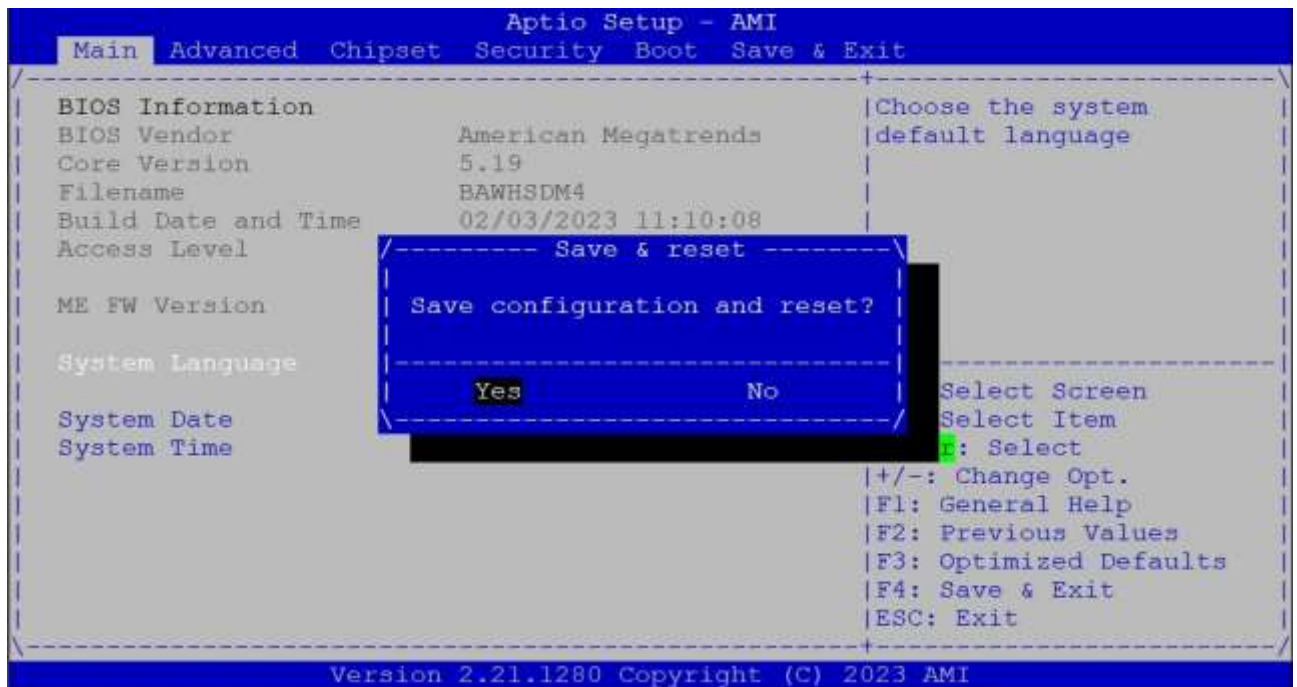 Aptio Setup - AMI
Main Advanced Chipset Security Boot Save & Exit
/--------------------------------------------------+------------------------\
BIOS Information |Choose the system
BIOS Vendor American Megatrends |default language
Core Version 5.19
Filename BAWHSDM4
Build Date and Time 02/03/2023 11:10:08
Access Level /--------- Save & reset ---------\
ME FW Version | Save configuration and reset? |
System Language
Yes No Select Screen
System Date Select Item
System Time r: Select
|+/-: Change Opt.
|F1: General Help
|F2: Previous Values
|F3: Optimized Defaults
|F4: Save & Exit
|ESC: Exit
Version 2.21.1280 Copyright (C) 2023 AMI